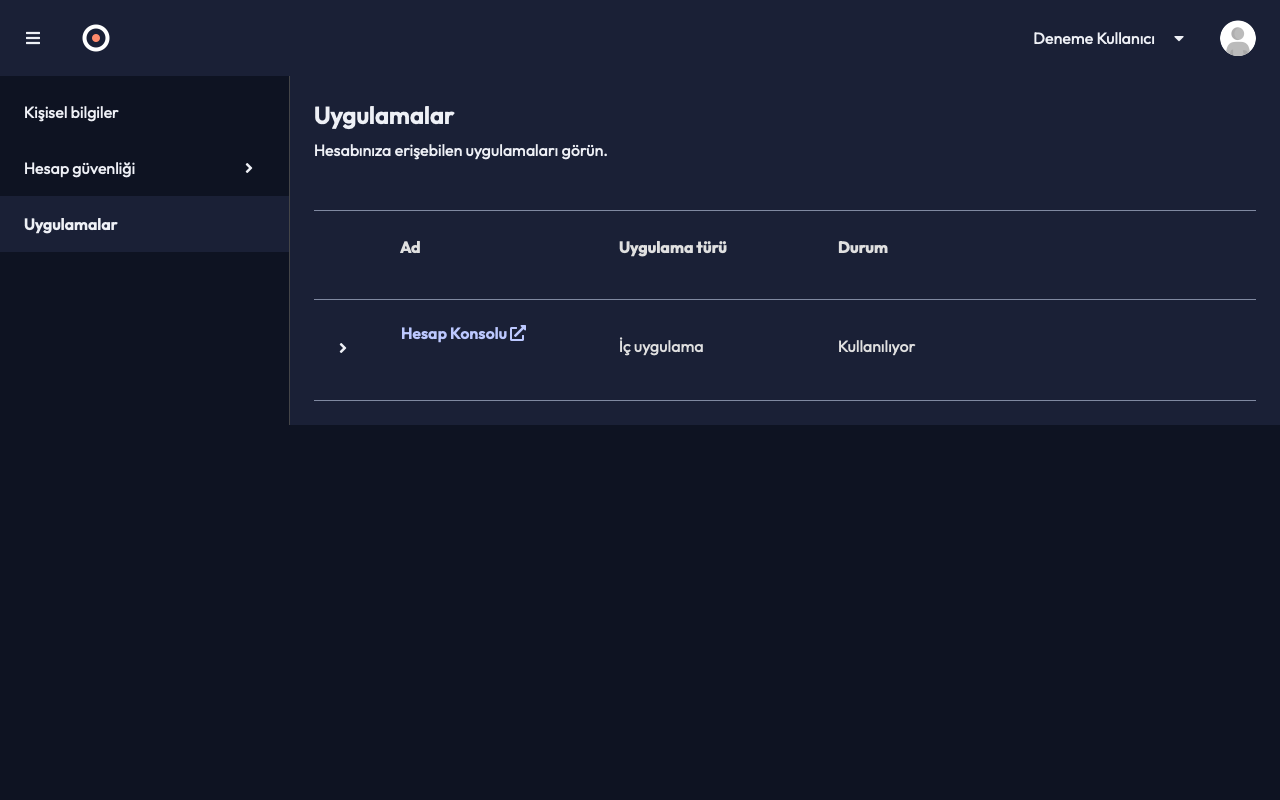 Deneme Kullanıcı
Kişisel bilgiler
Hesap güvenliği
Uygulamalar
Uygulamalar
Hesabınıza erişebilen uygulamaları görün.
Ad Uygulama türü Durum
Hesap Konsolu İç uygulama Kullanılıyor